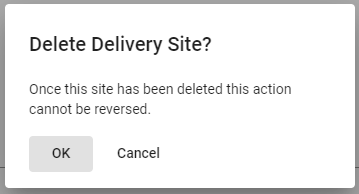 Delete Delivery Site?
Once this site has been deleted this action
cannot be reversed.
OK Cancel